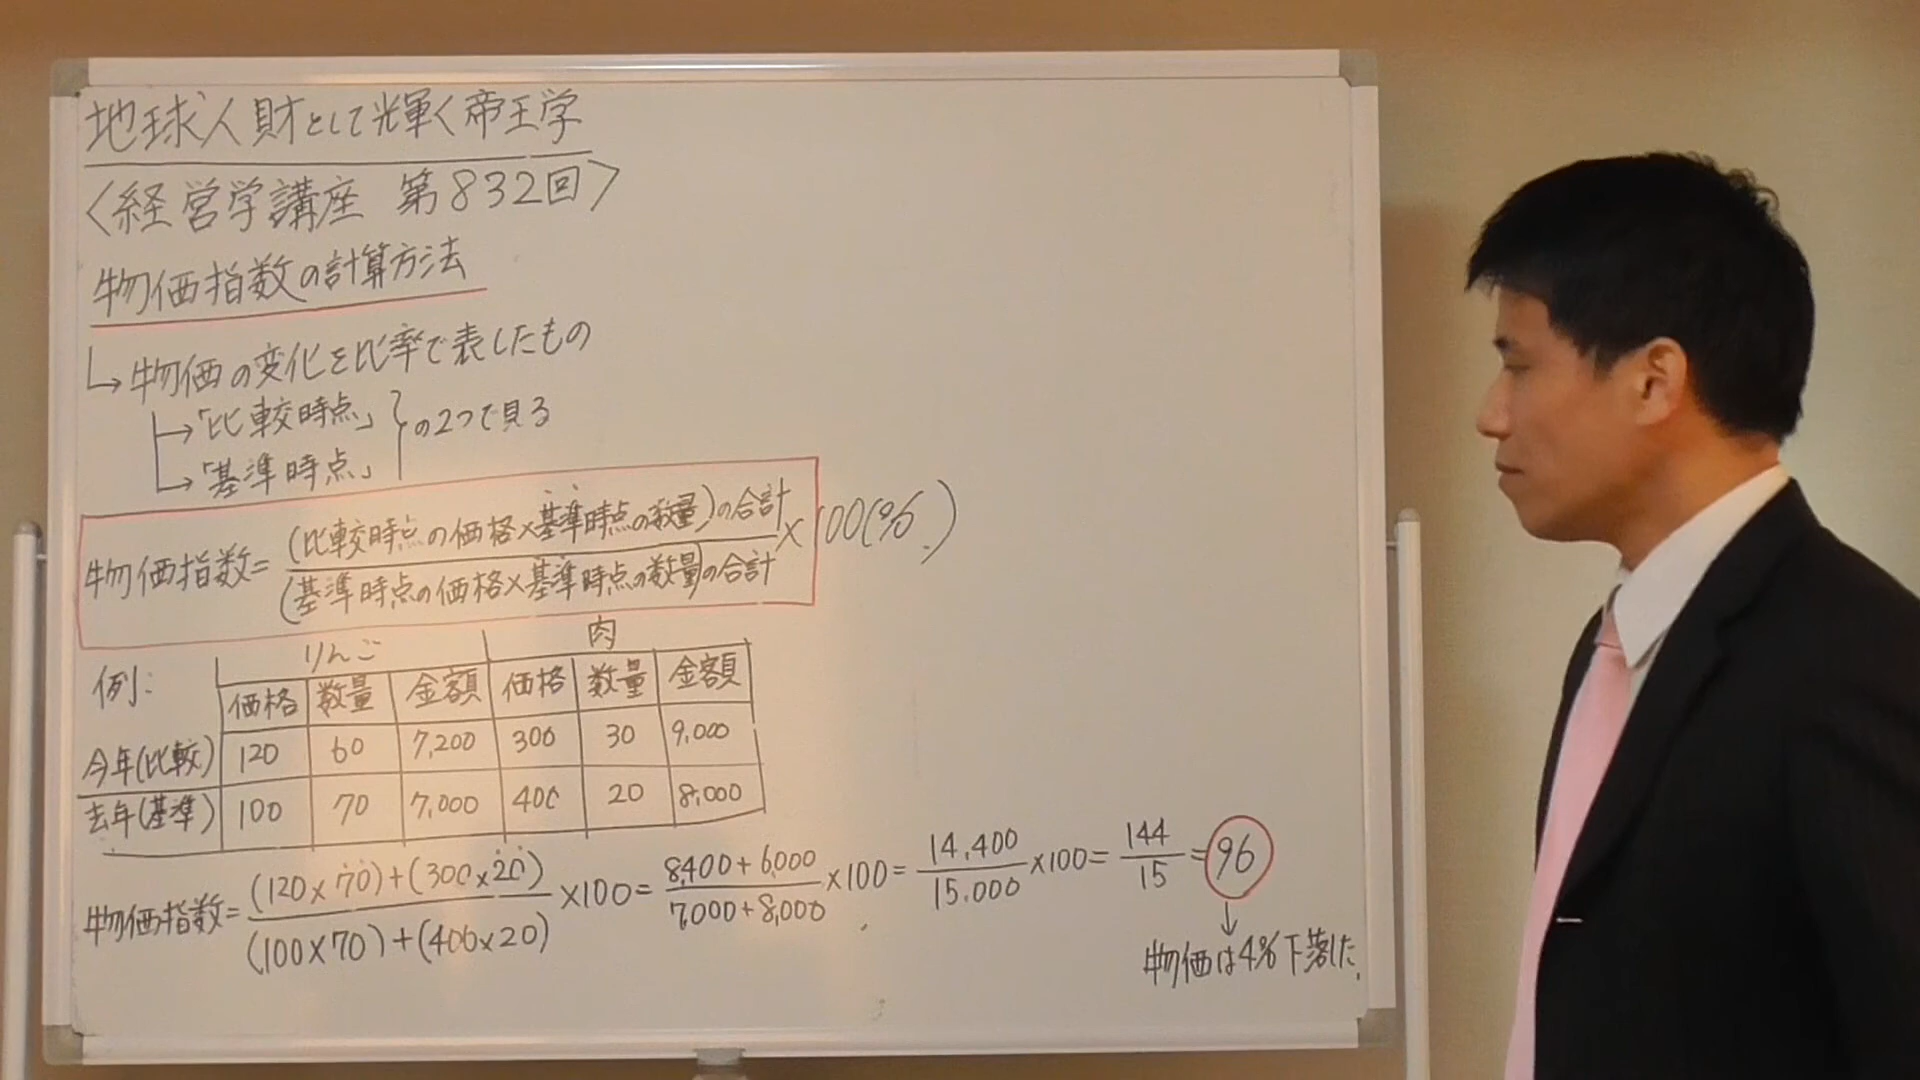 地球人財として輝く帝王学
〈経営学講座 第832回〉
物価指数の計算方法
↳物価の変化を比率で表したもの
→「比較時点」
→「基準時点」
}の2つで見る
物価指数= (比較時点の価格×基準時点の数量)の合計 / (基準時点の価格×基準時点の数量)の合計 ×100(%)
例:
りんご 肉
価格 数量 金額 価格 数量 金額
今年(比較) 120 60 7,200 300 30 9,000
去年(基準) 100 70 7,000 400 20 8,000
物価指数= (120×70)+(300×20) / (100×70)+(400×20) ×100= 8,400+6,000 / 7,000+8,000 ×100= 14,400 / 15,000 ×100= 144 / 15 =96
↓
物価は4%下落した.